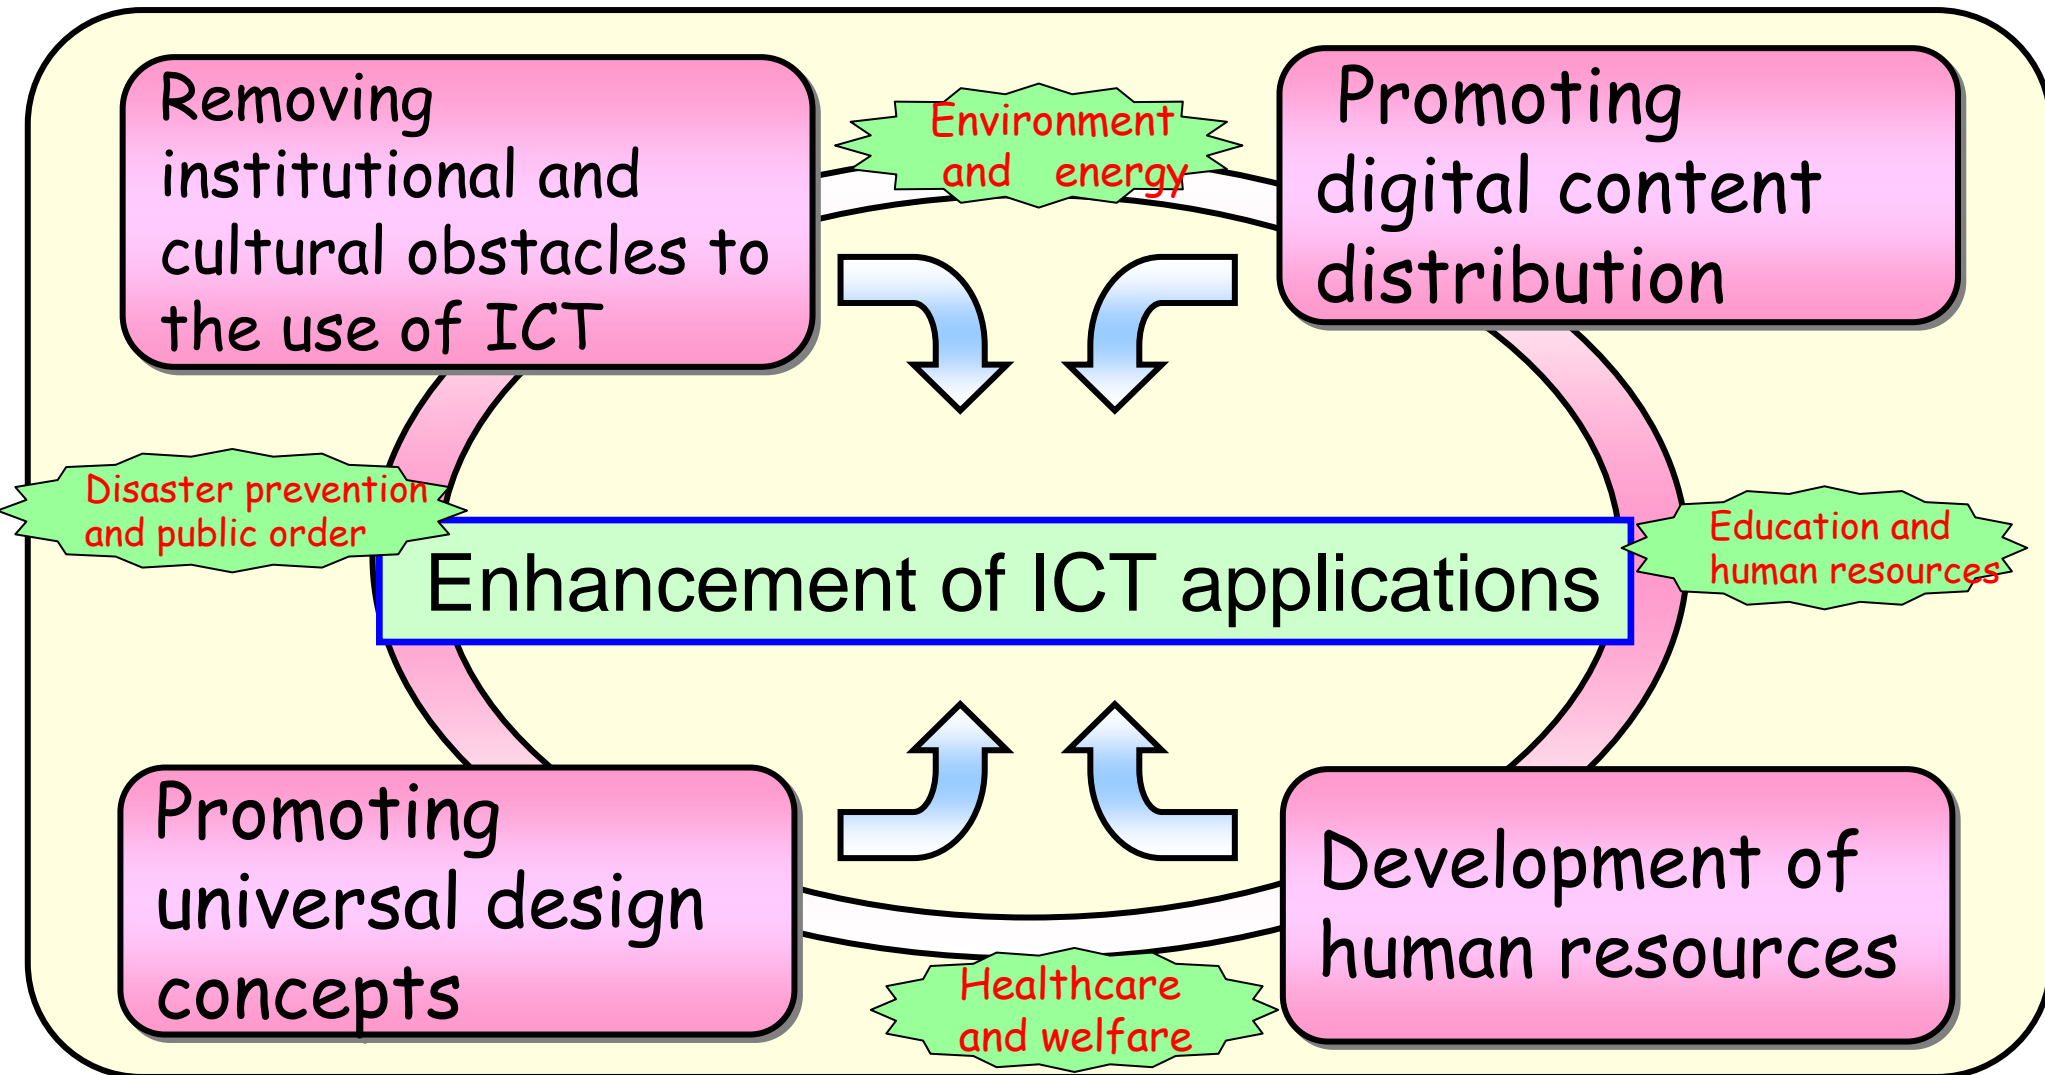 Removing
institutional and
cultural obstacles to
the use of ICT
Environment
and energy
Promoting
digital content
distribution
Disaster prevention
and public order
Enhancement of ICT applications
Education and
human resources
Promoting
universal design
concepts
Healthcare
and welfare
Development of
human resources